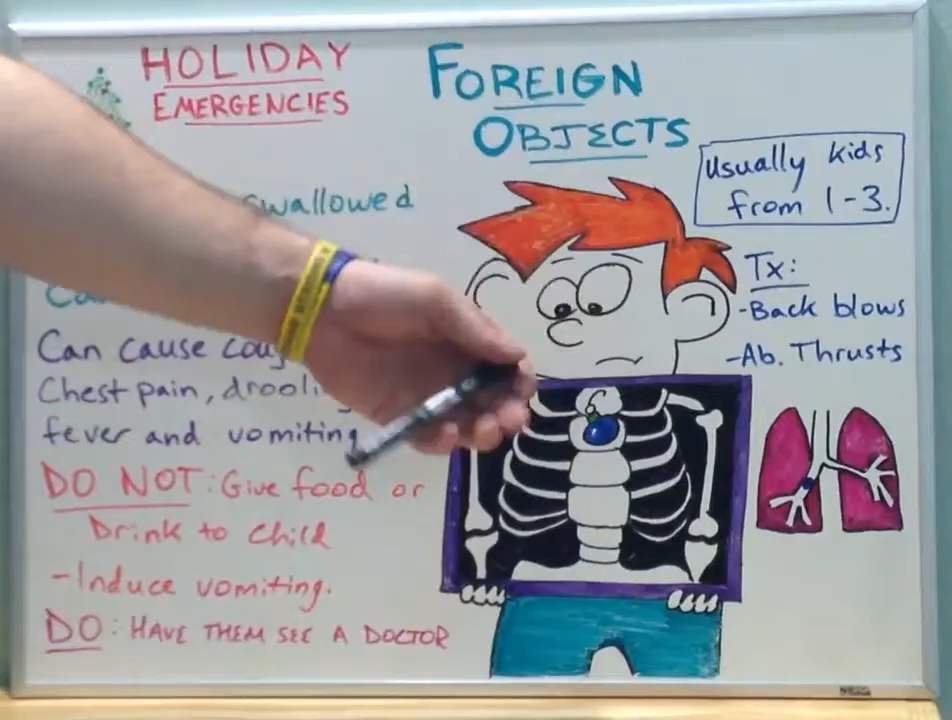 HOLIDAY
EMERGENCIES
FOREIGN
OBJECTS
Usually kids
from 1-3.
swallowed
Can cause
Chest pain,
fever and vomiting
DO NOT: Give food or
Drink to Child
-Induce vomiting.
DO: HAVE THEM SEE A DOCTOR
Tx:
-Back blows
-Ab. Thrusts